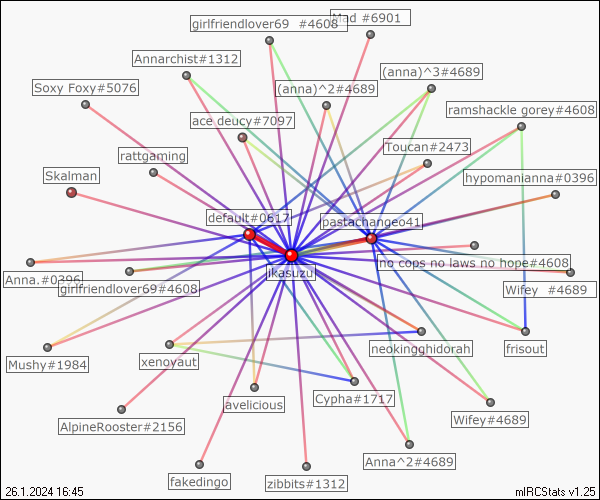 girlfriendlover69  #4608
Mad #6901
Annarchist#1312
(anna)^3#4689
Soxy Foxy#5076
(anna)^2#4689
ramshackle gorey#4608
ace deucy#7097
Toucan#2473
rattgaming
Skalman
hypomanianna#0396
default#0617
pastachangeo41
no cops no laws no hope#4608
Anna.#0396
ikasuzu
girlfriendlover69#4608
Wifey  #4689
neokingghidorah
frisout
Mushy#1984
xenoyaut
Cypha#1717
avelicious
Wifey#4689
AlpineRooster#2156
Anna^2#4689
fakedingo
zibbits#1312
26.1.2024 16:45
mIRCStats v1.25